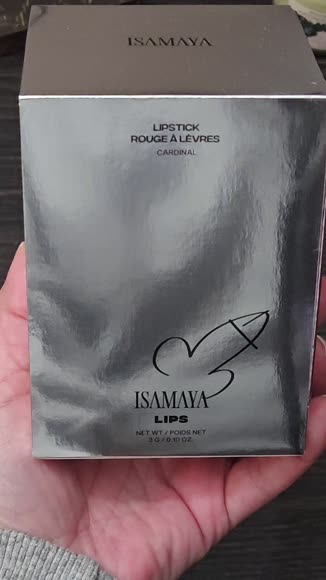 ISAMAYA
LIPSTICK
ROUGE À LÈVRES
CARDINAL
ISAMAYA
LIPS
NET WT / POIDS NET
3 G / 0.10 OZ.